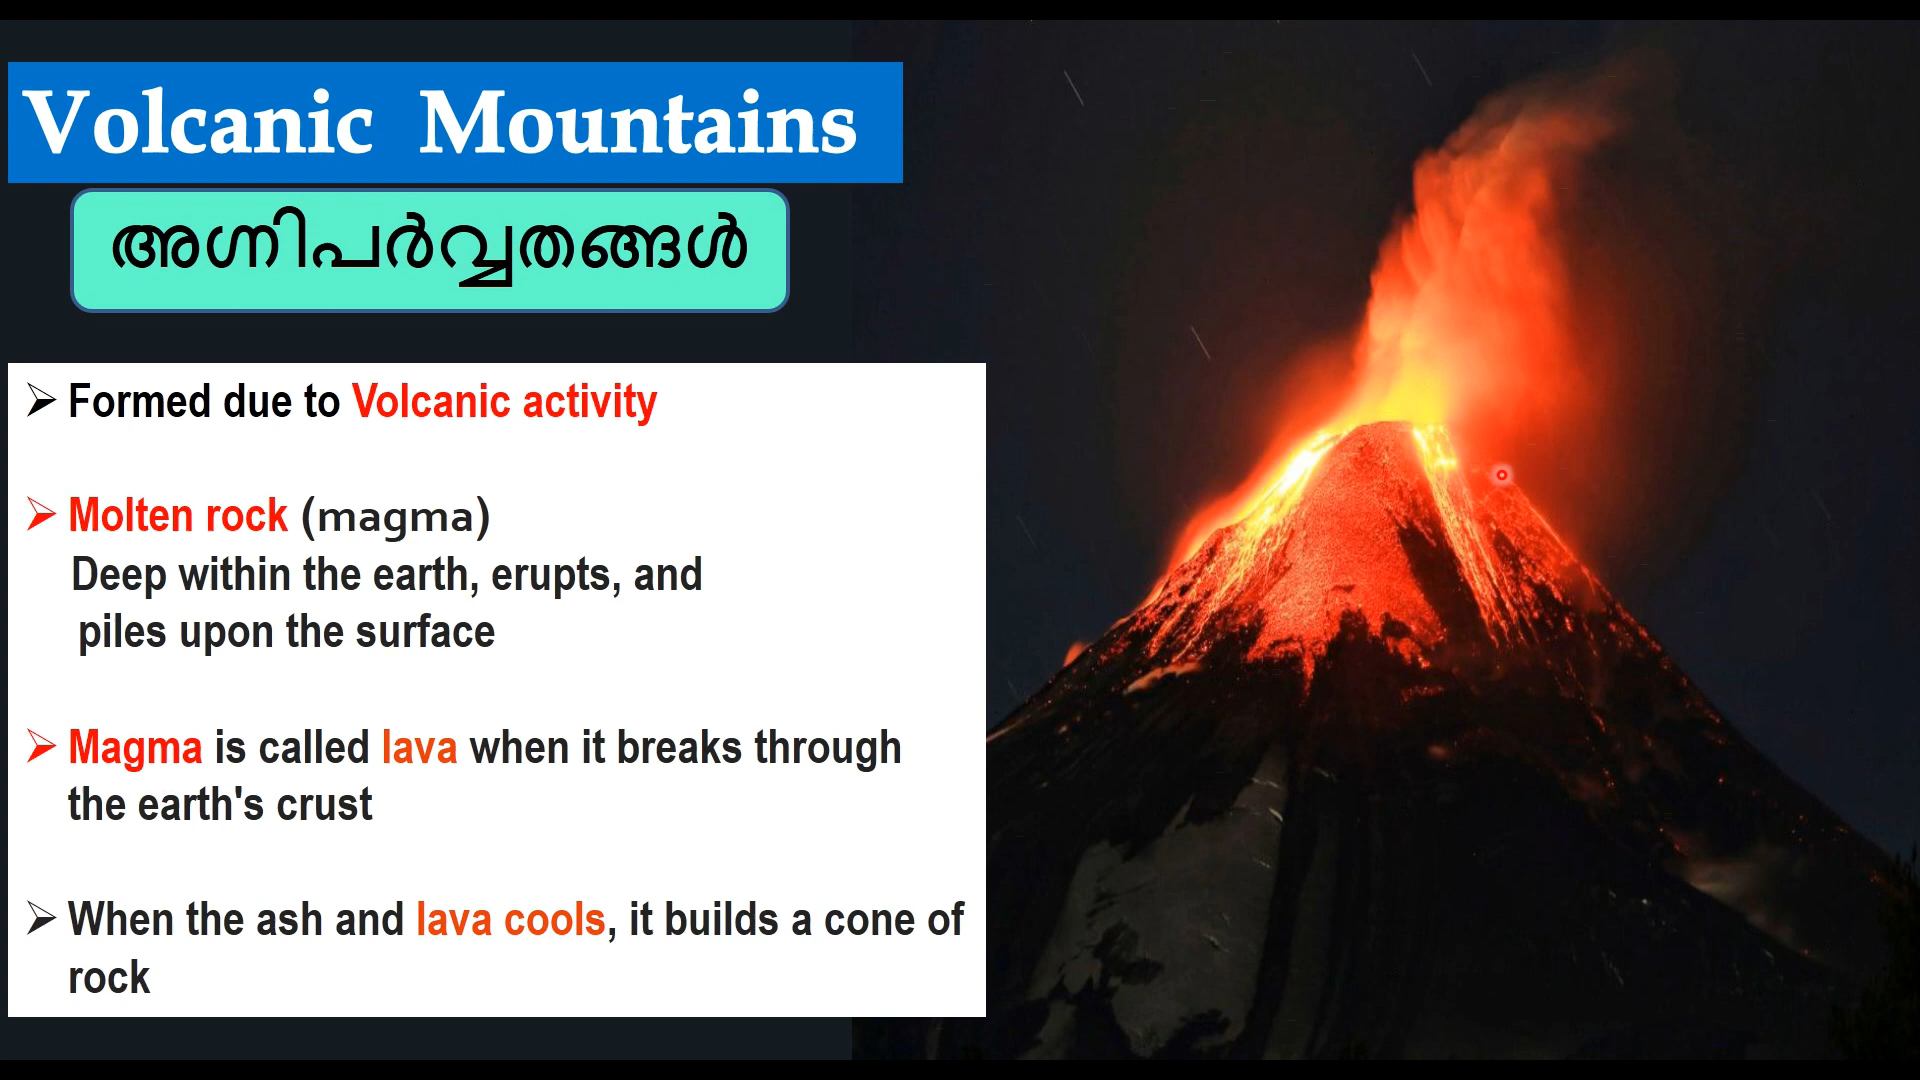 Volcanic Mountains
അഗ്നിപർവ്വതങ്ങൾ
➢ Formed due to Volcanic activity
➢ Molten rock (magma)
Deep within the earth, erupts, and
piles upon the surface
➢ Magma is called lava when it breaks through
the earth's crust
➢ When the ash and lava cools, it builds a cone of
rock